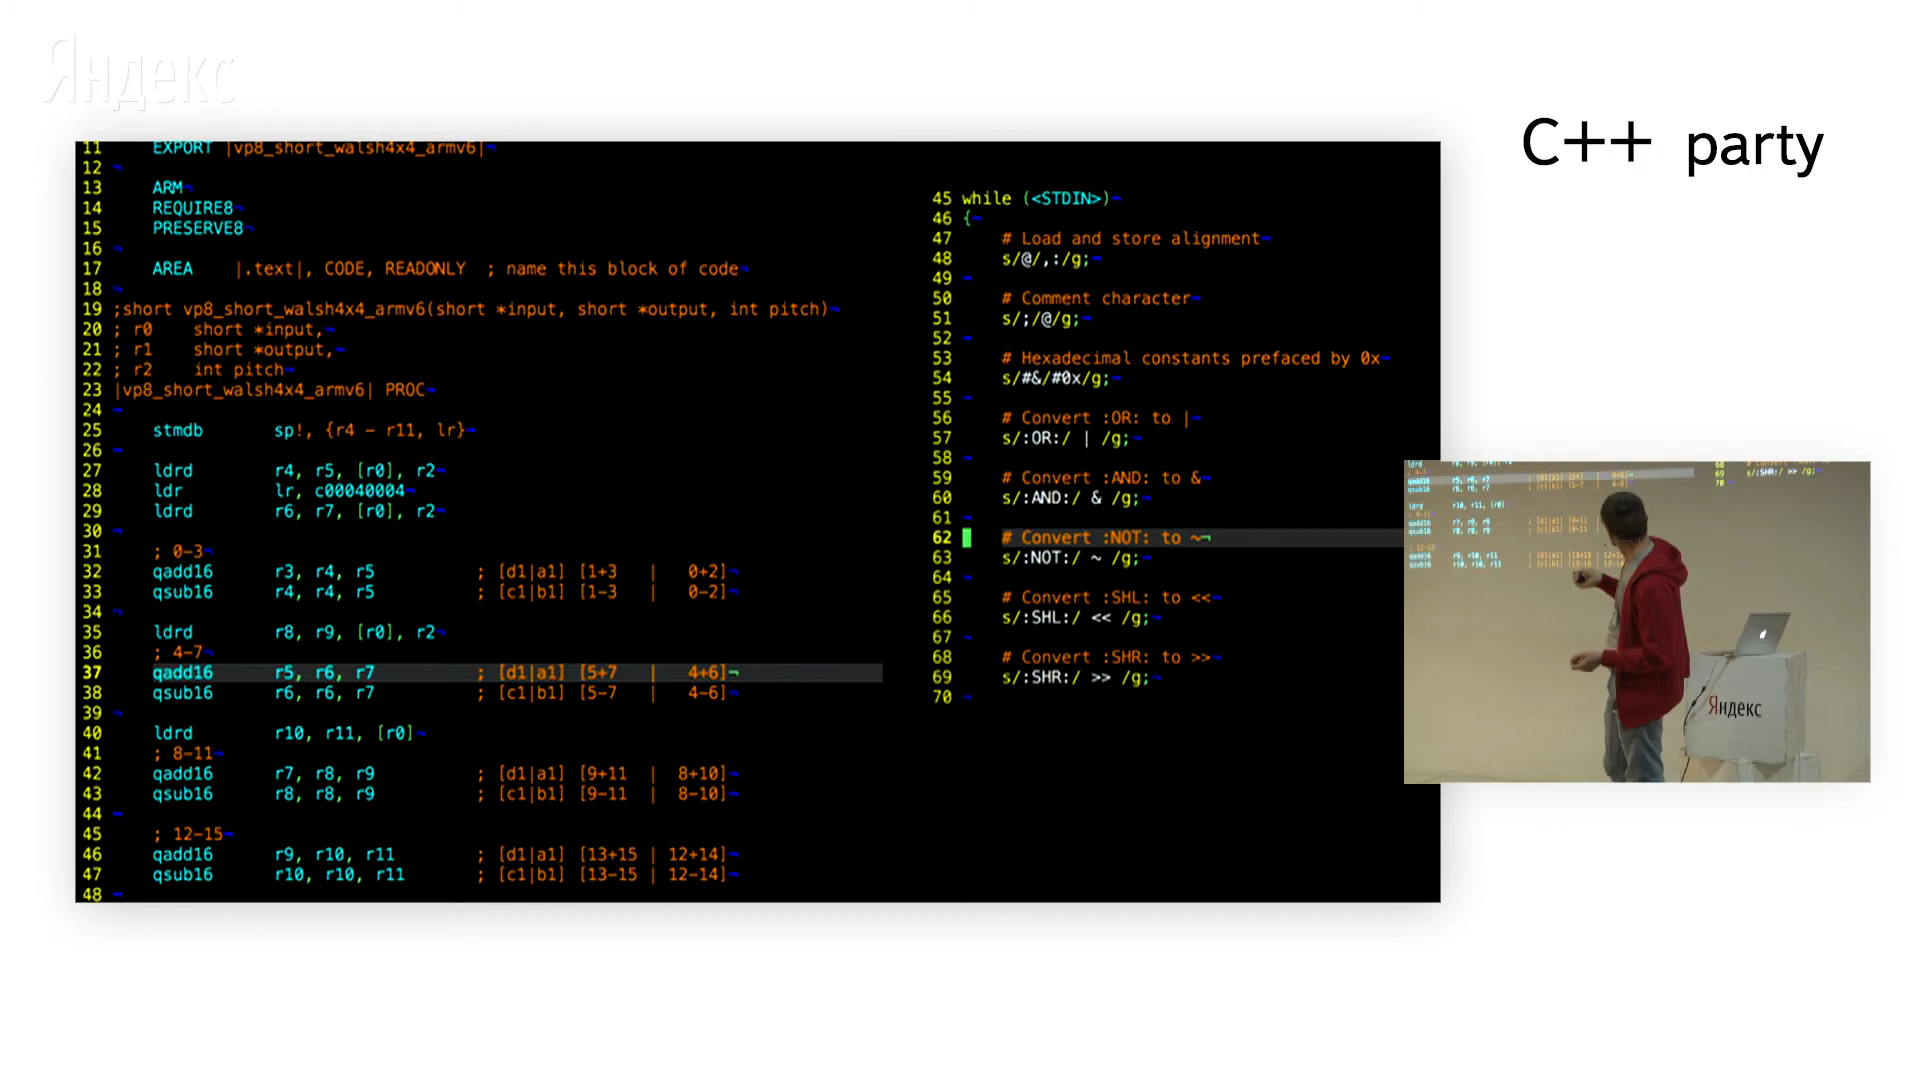 Яндекс
C++ party
11 EXPORT |vp8_short_walsh4x4_armv6|¬
12 ¬
13 ARM¬
14 REQUIRE8¬
15 PRESERVE8¬
16 ¬
17 AREA |.text|, CODE, READONLY ; name this block of code¬
18 ¬
19 ;short vp8_short_walsh4x4_armv6(short *input, short *output, int pitch)¬
20 ; r0 short *input,¬
21 ; r1 short *output,¬
22 ; r2 int pitch¬
23 |vp8_short_walsh4x4_armv6| PROC¬
24 ¬
25 stmdb sp!, {r4 - r11, lr}¬
26 ¬
27 ldrd r4, r5, [r0], r2¬
28 ldr lr, c00040004¬
29 ldrd r6, r7, [r0], r2¬
30 ¬
31 ; 0-3¬
32 qadd16 r3, r4, r5 ; [d1|a1] [1+3 | 0+2]¬
33 qsub16 r4, r4, r5 ; [c1|b1] [1-3 | 0-2]¬
34 ¬
35 ldrd r8, r9, [r0], r2¬
36 ; 4-7¬
37 qadd16 r5, r6, r7 ; [d1|a1] [5+7 | 4+6]¬
38 qsub16 r6, r6, r7 ; [c1|b1] [5-7 | 4-6]¬
39 ¬
40 ldrd r10, r11, [r0]¬
41 ; 8-11¬
42 qadd16 r7, r8, r9 ; [d1|a1] [9+11 | 8+10]¬
43 qsub16 r8, r8, r9 ; [c1|b1] [9-11 | 8-10]¬
44 ¬
45 ; 12-15¬
46 qadd16 r9, r10, r11 ; [d1|a1] [13+15 | 12+14]¬
47 qsub16 r10, r10, r11 ; [c1|b1] [13-15 | 12-14]¬
48 ¬
45 while (<STDIN>)¬
46 {¬
47 # Load and store alignment¬
48 s/@/,:/g;¬
49 ¬
50 # Comment character¬
51 s/;/@/g;¬
52 ¬
53 # Hexadecimal constants prefaced by 0x¬
54 s/#&/#0x/g;¬
55 ¬
56 # Convert :OR: to |¬
57 s/:OR:/ | /g;¬
58 ¬
59 # Convert :AND: to &¬
60 s/:AND:/ & /g;¬
61 ¬
62 # Convert :NOT: to ~¬
63 s/:NOT:/ ~ /g;¬
64 ¬
65 # Convert :SHL: to <<¬
66 s/:SHL:/ << /g;¬
67 ¬
68 # Convert :SHR: to >>¬
69 s/:SHR:/ >> /g;¬
70 ¬
Яндекс